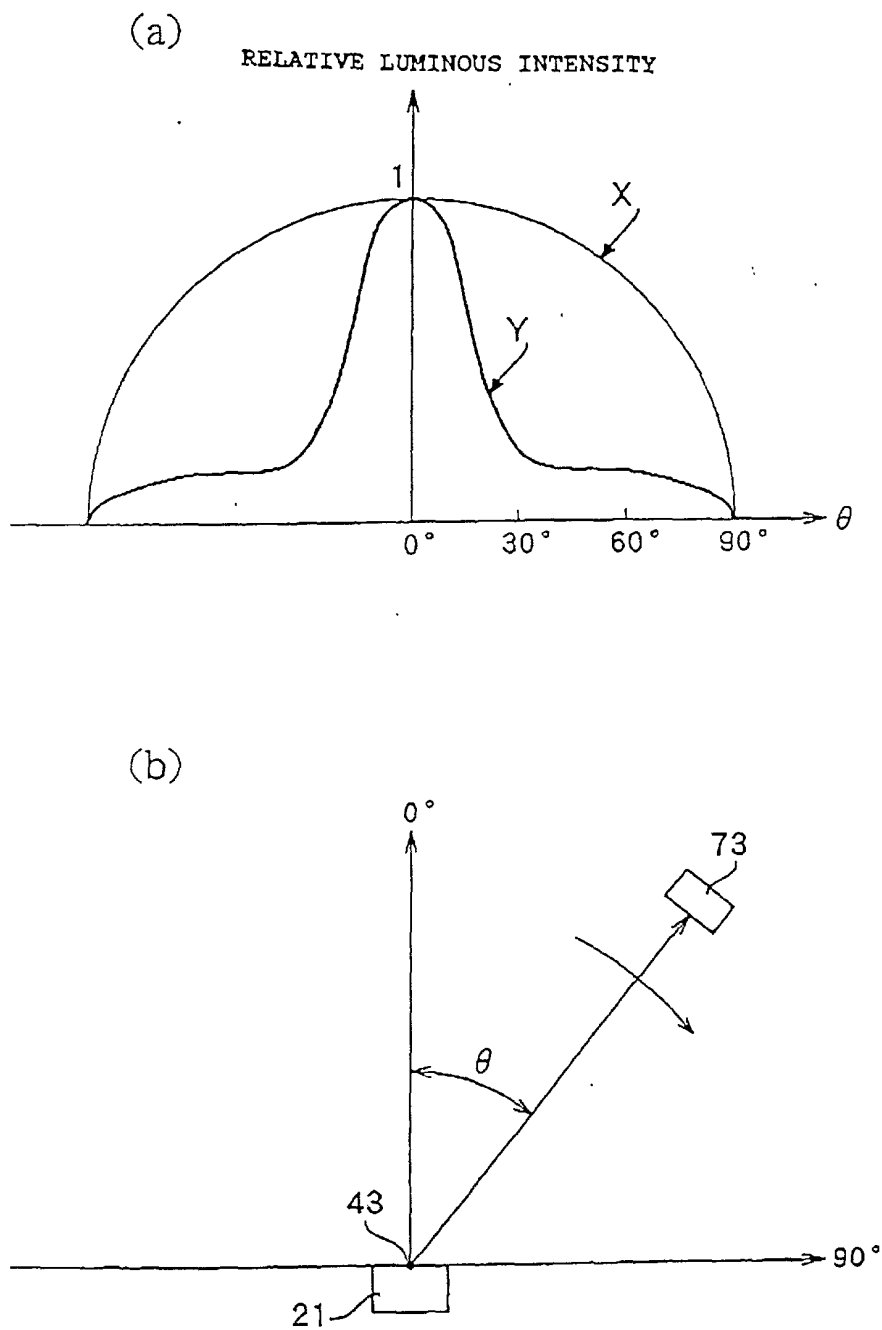 (a)
RELATIVE LUMINOUS INTENSITY
1
X
Y
θ
0° 30° 60° 90°
(b)
0°
73
θ
43
90°
21